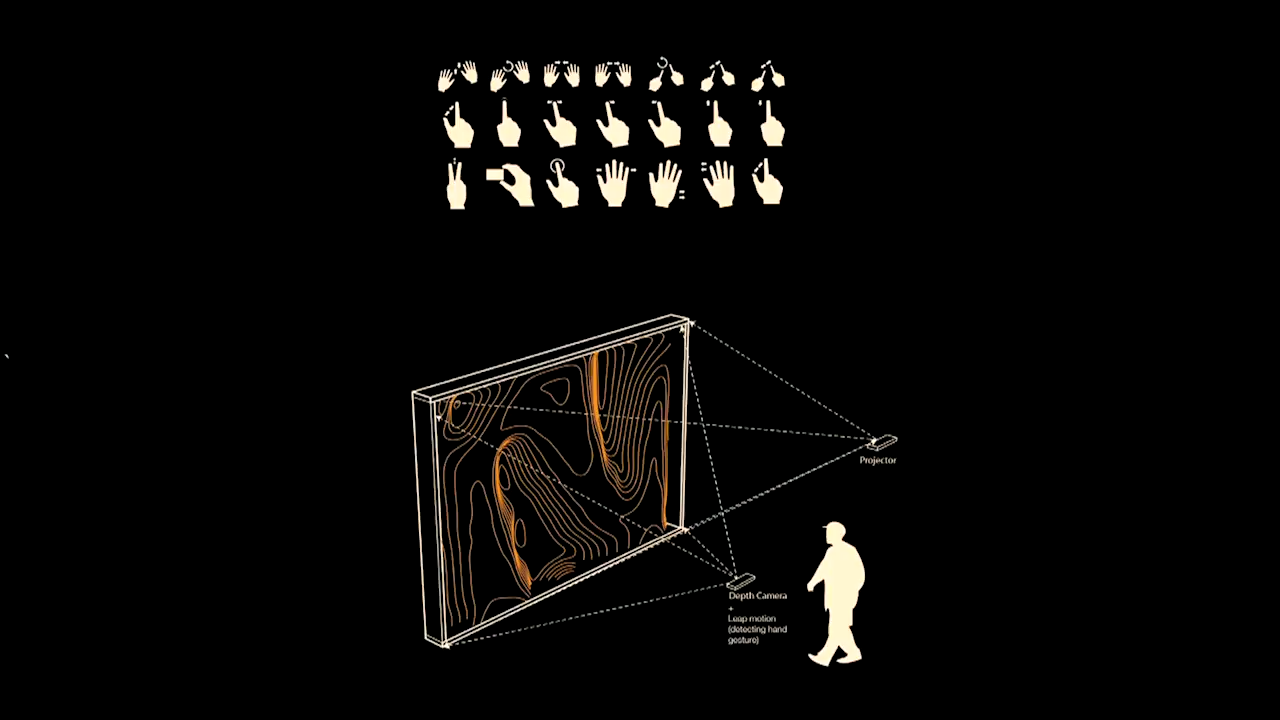 Projector
Depth Camera
+
Leap motion
(detecting hand
gesture)